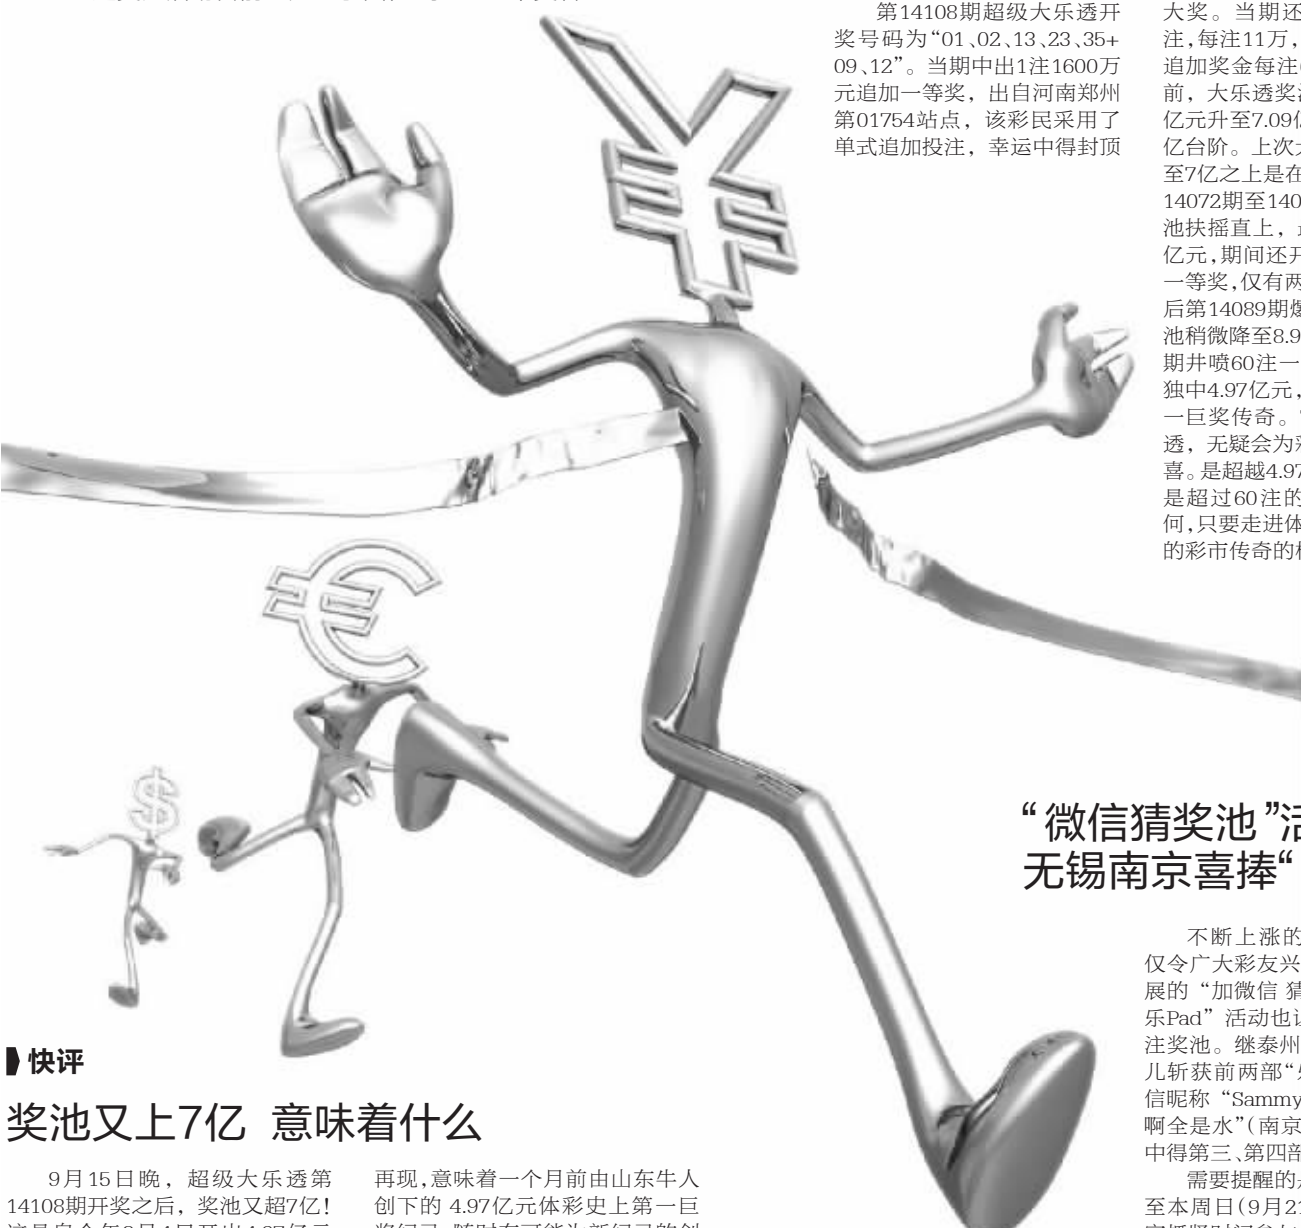 第14108期超级大乐透开
奖号码为“01、02、13、23、35+
09、12”。当期中出1注1600万
元追加一等奖，出自河南郑州
第01754站点，该彩民采用了
单式追加投注，幸运中得封顶
大奖。当期还
注，每注11万，
追加奖金每注
前，大乐透奖
亿元升至7.09
亿台阶。上次
至7亿之上是在
14072期至140
池扶摇直上，
亿元，期间还开
一等奖，仅有两
后第14089期爆
池稍微降至8.9
期井喷60注一
独中4.97亿元，
一巨奖传奇。
透，无疑会为彩
喜。是超越4.97
是超过60注的
何，只要走进体
的彩市传奇的
“微信猜奖池”活
无锡南京喜捧“
不断上涨的
仅令广大彩友兴
展的“加微信 猜
乐Pad”活动也
注奖池。继泰州
儿斩获前两部“
信昵称“Sammy
啊全是水”（南京
中得第三、第四部
需要提醒的是
至本周日（9月21
快评
奖池又上7亿 意味着什么
9月15日晚，超级大乐透第
14108期开奖之后，奖池又超7亿！
再现，意味着一个月前由山东牛人
创下的 4.97亿元体彩史上第一巨